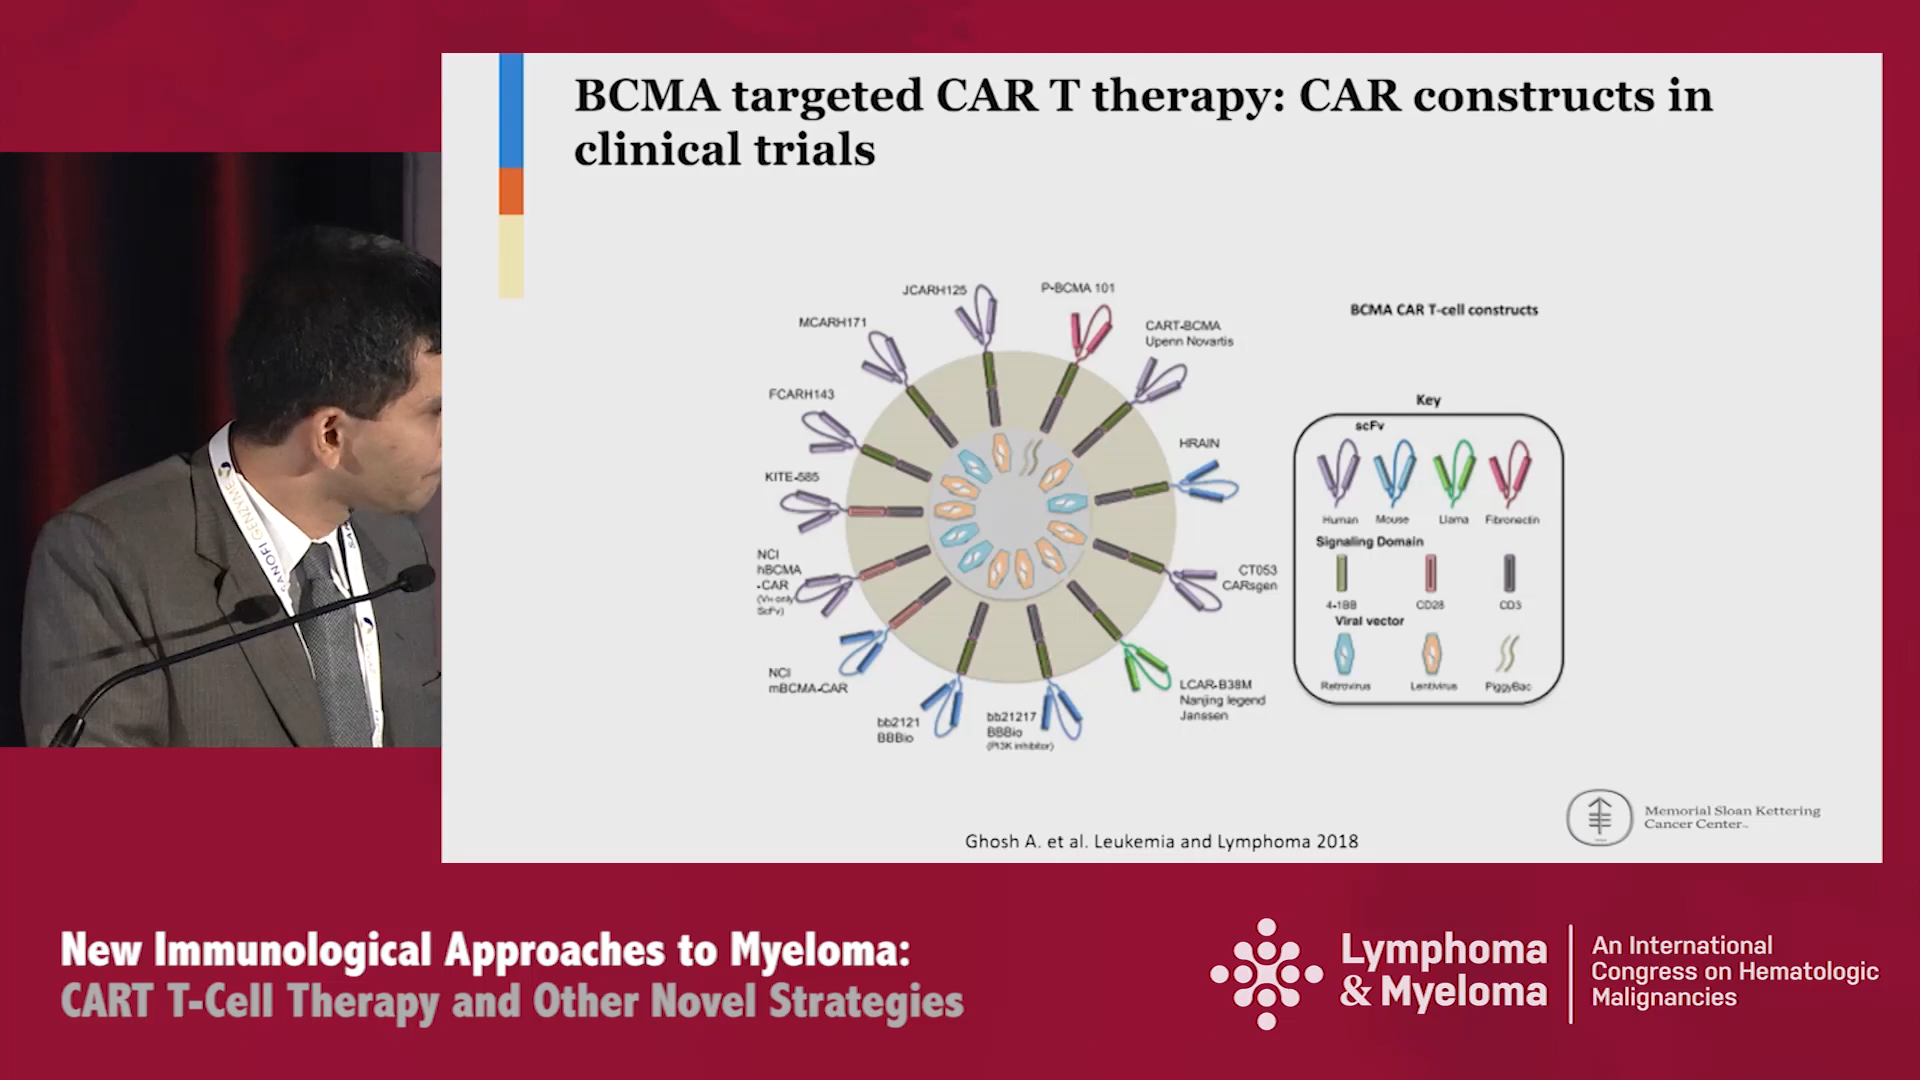 BCMA targeted CAR T therapy: CAR constructs in
clinical trials
JCARH125
P-BCMA 101
MCARH171
CART-BCMA
Upenn Novartis
FCARH143
HRAIN
KITE-585
NCI
hBCMA
-CAR
(VH only
ScFv)
CT053
CARsgen
NCI
mBCMA-CAR
LCAR-B38M
Nanjing legend
Janssen
bb2121
BBBio
bb21217
BBBio
(PI3K inhibitor)
BCMA CAR T-cell constructs
Key
scFv
Human
Mouse
Llama
Fibronectin
Signaling Domain
4-1BB
CD28
CD3
Viral vector
Retrovirus
Lentivirus
PiggyBac
Memorial Sloan Kettering
Cancer Center
Ghosh A. et al. Leukemia and Lymphoma 2018
SANOFI GENZYME
New Immunological Approaches to Myeloma:
CART T-Cell Therapy and Other Novel Strategies
Lymphoma
& Myeloma
An International
Congress on Hematologic
Malignancies